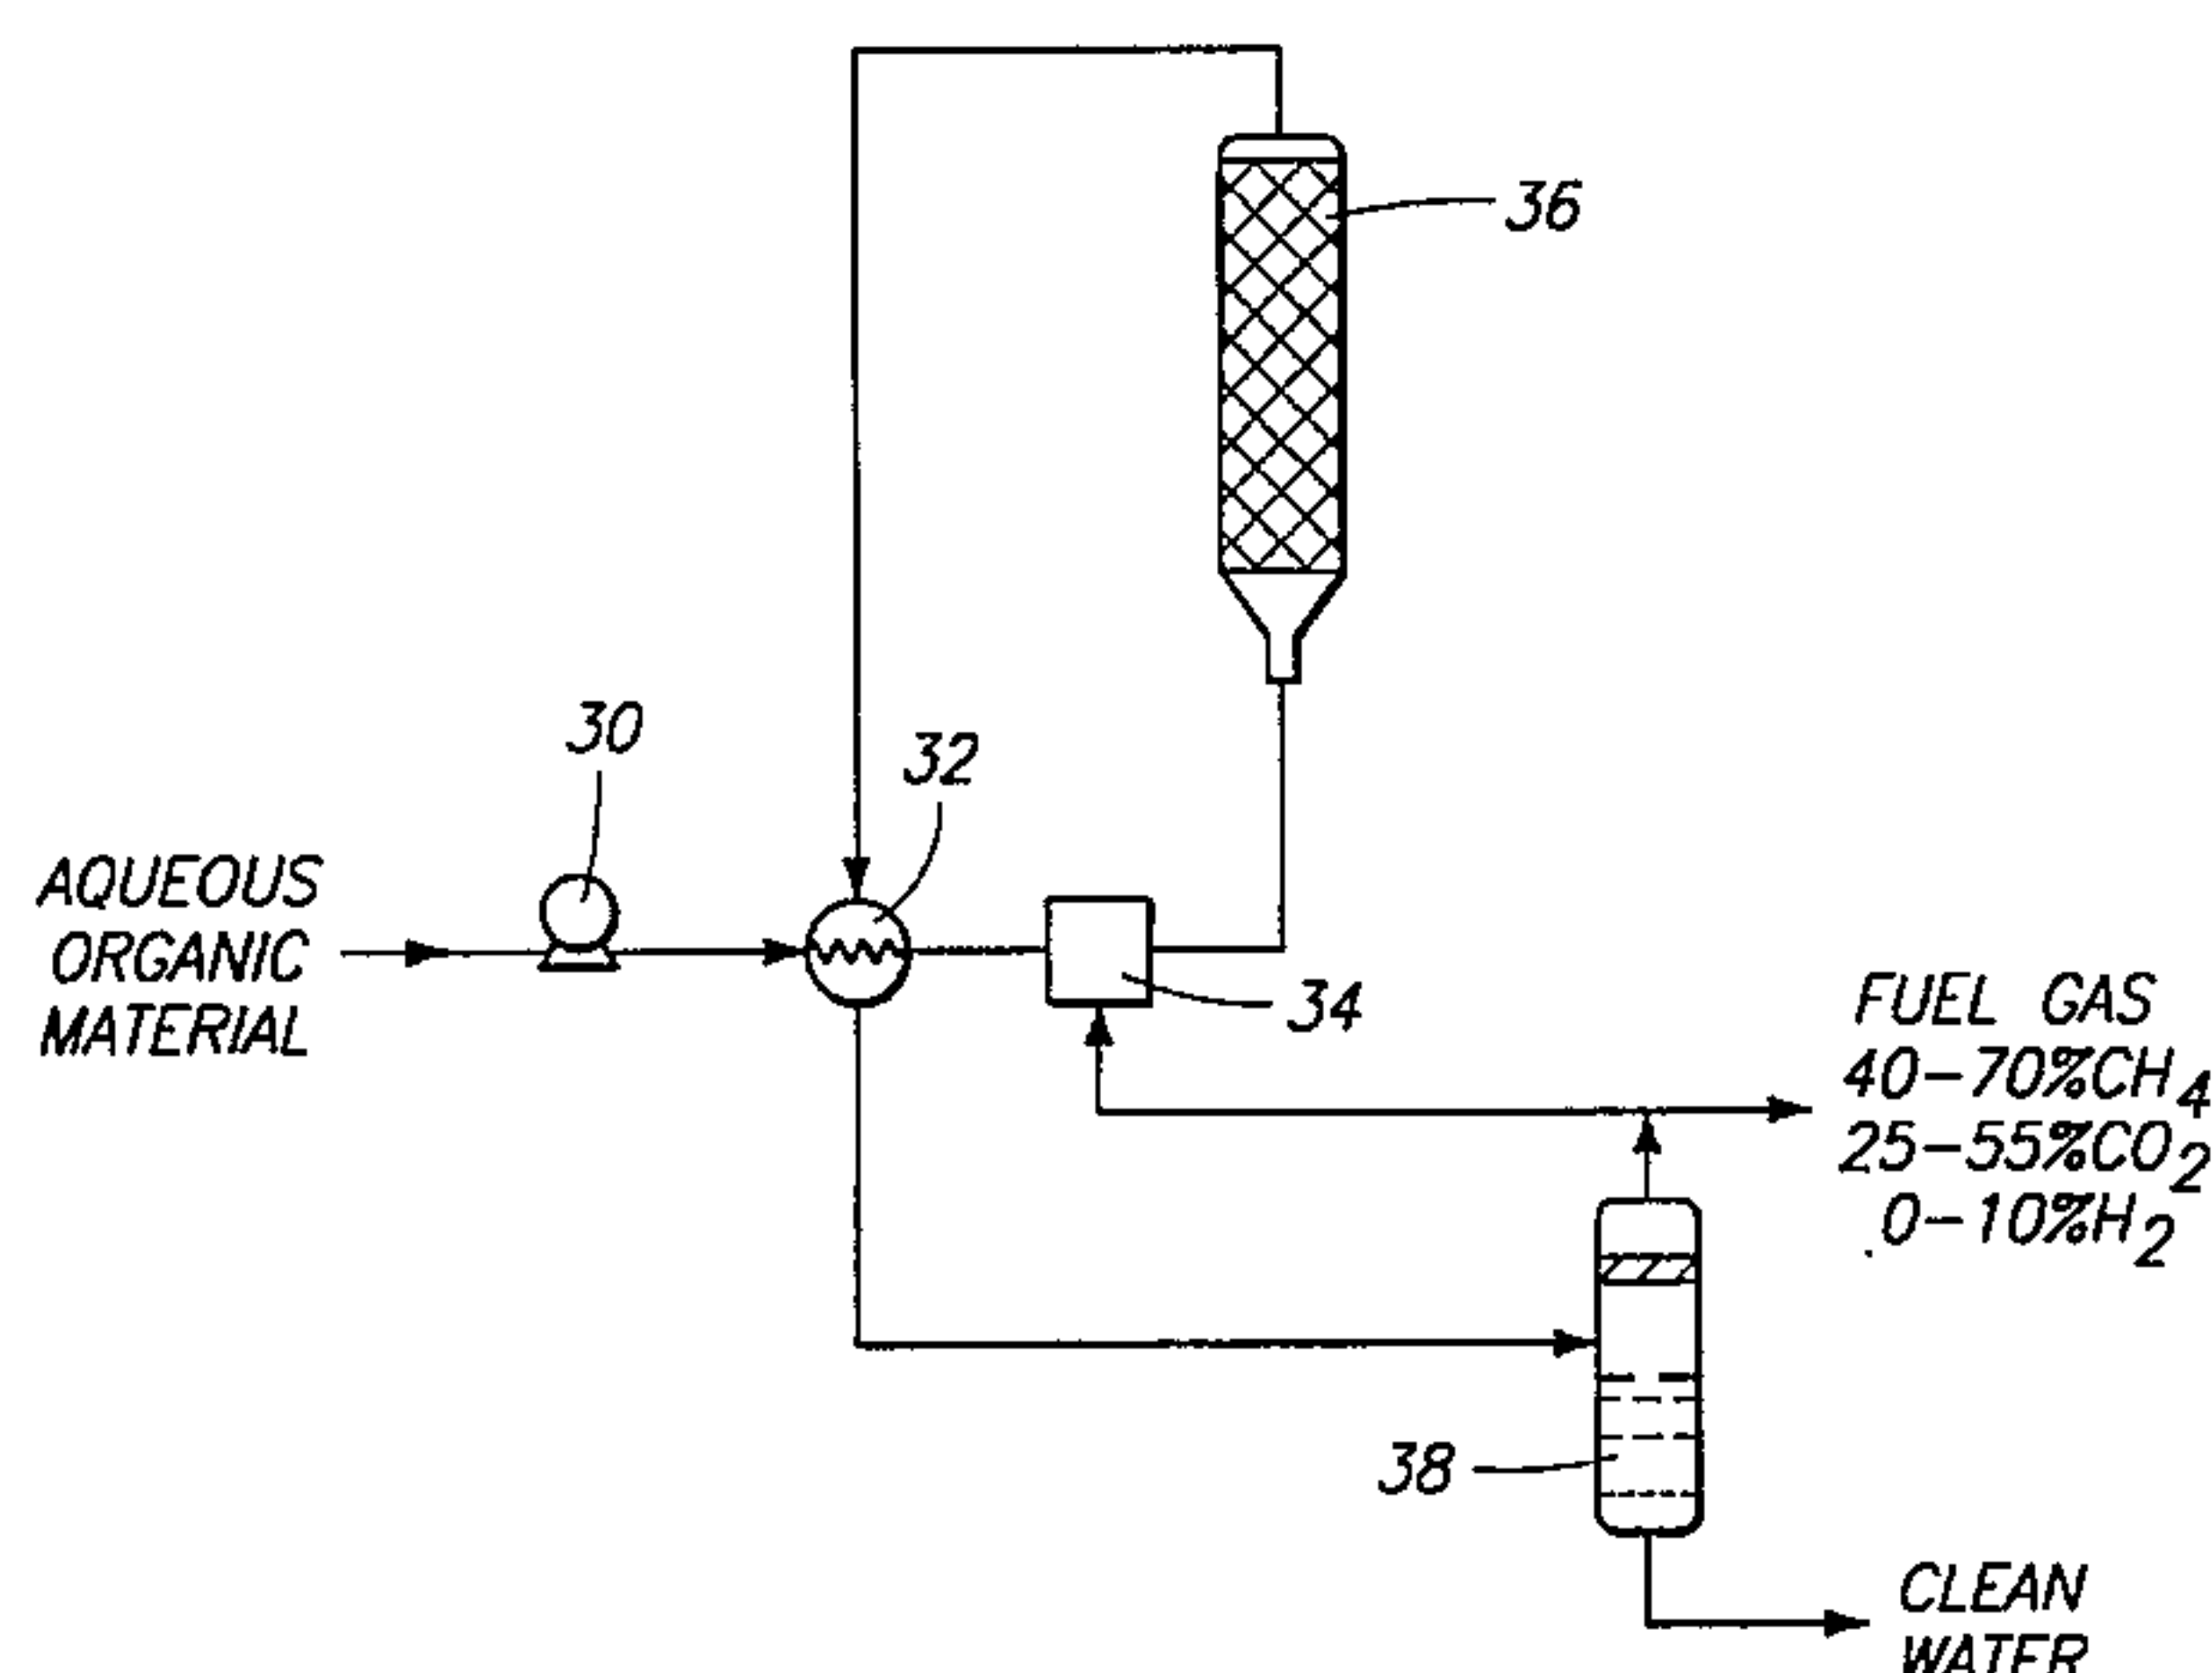 36
30
32
AQUEOUS
ORGANIC
MATERIAL
34
FUEL GAS
40-70%CH4
25-55%CO2
0-10%H2
38
CLEAN
WATER